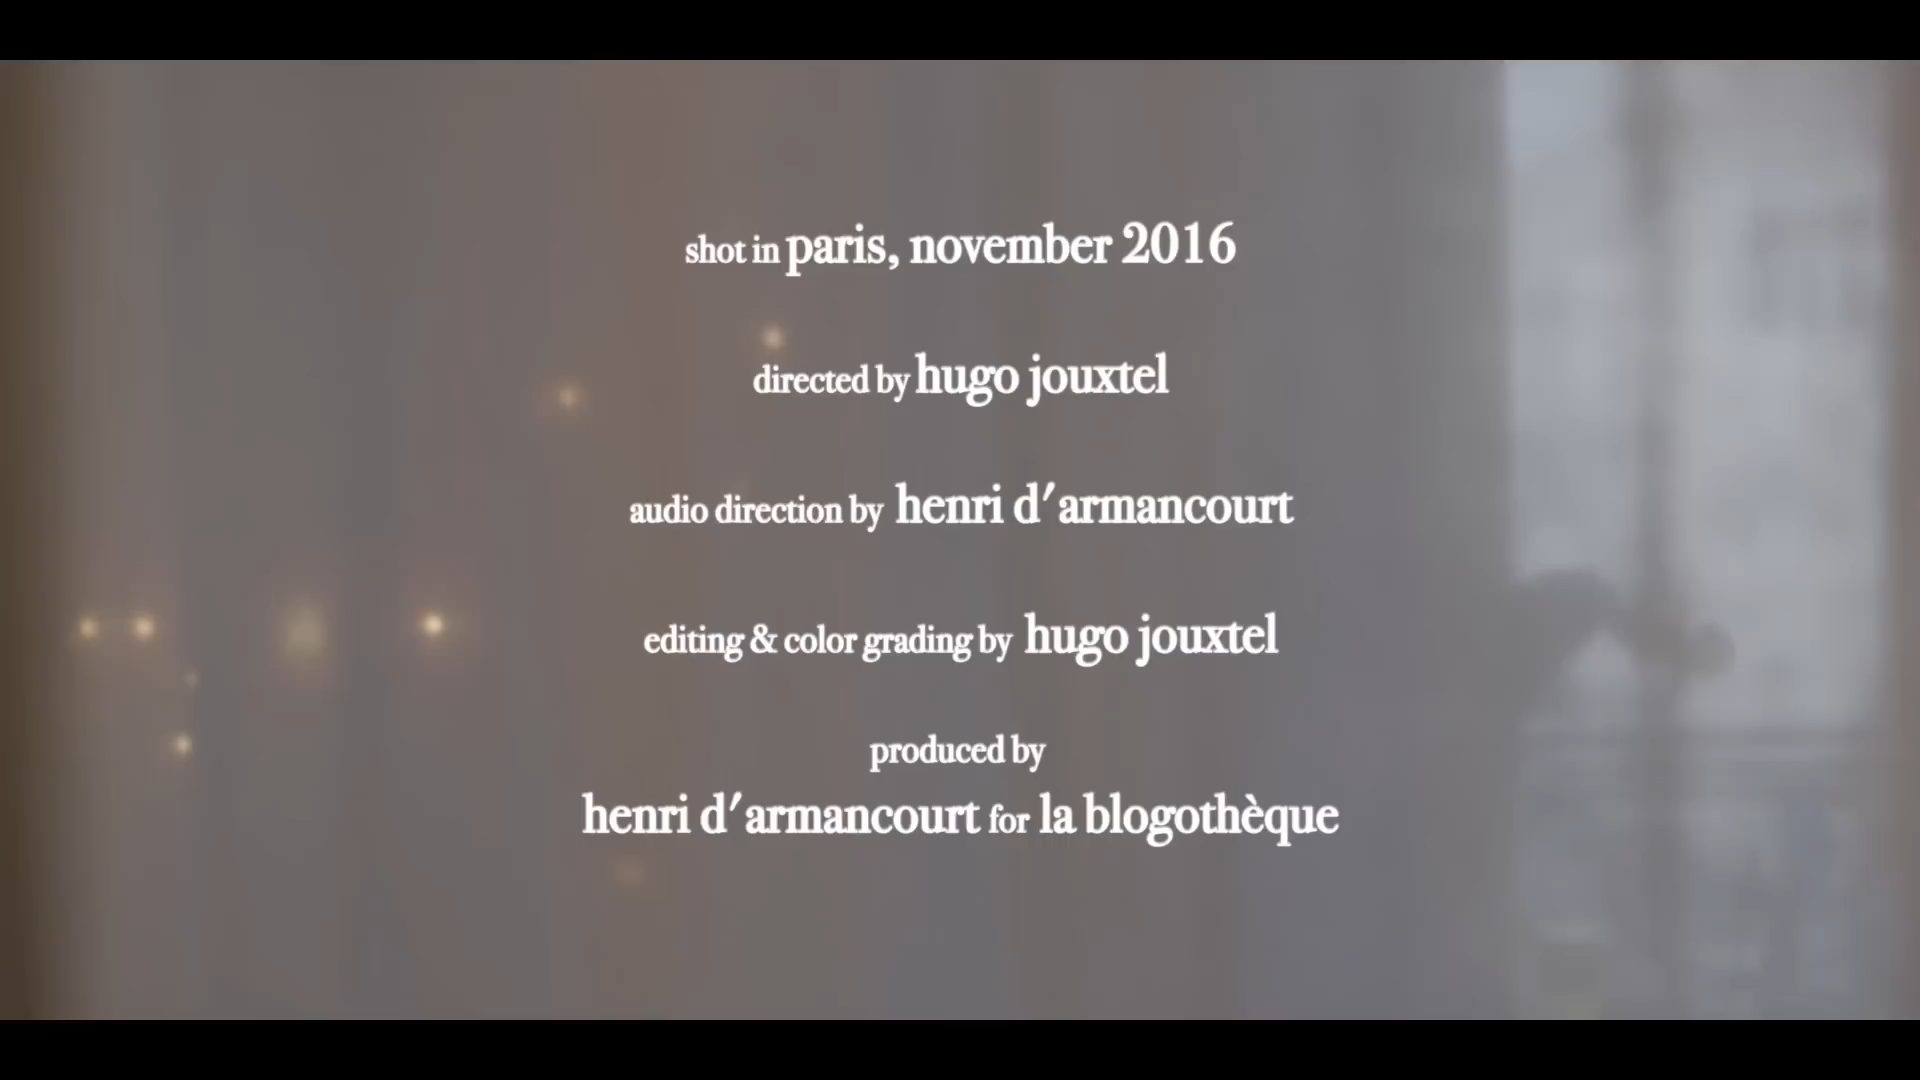 shot in paris, november 2016
directed by hugo jouxtel
audio direction by henri d'armancourt
editing & color grading by hugo jouxtel
produced by
henri d'armancourt for la blogothèque